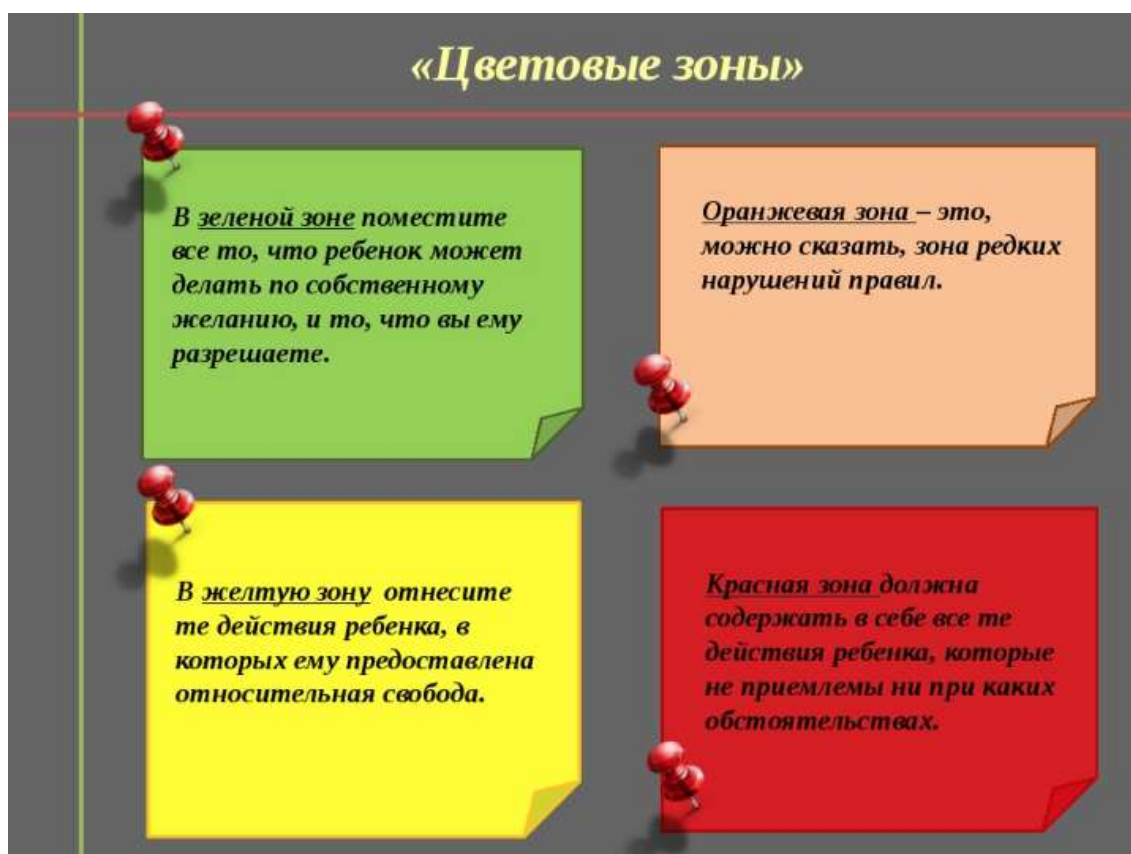 «Цветовые зоны»
В зеленой зоне поместите
все то, что ребенок может
делать по собственному
желанию, и то, что вы ему
разрешаете.
Оранжевая зона – это,
можно сказать, зона редких
нарушений правил.
В желтую зону отнесите
те действия ребенка, в
которых ему предоставлена
относительная свобода.
Красная зона должна
содержать в себе все те
действия ребенка, которые
не приемлемы ни при каких
обстоятельствах.